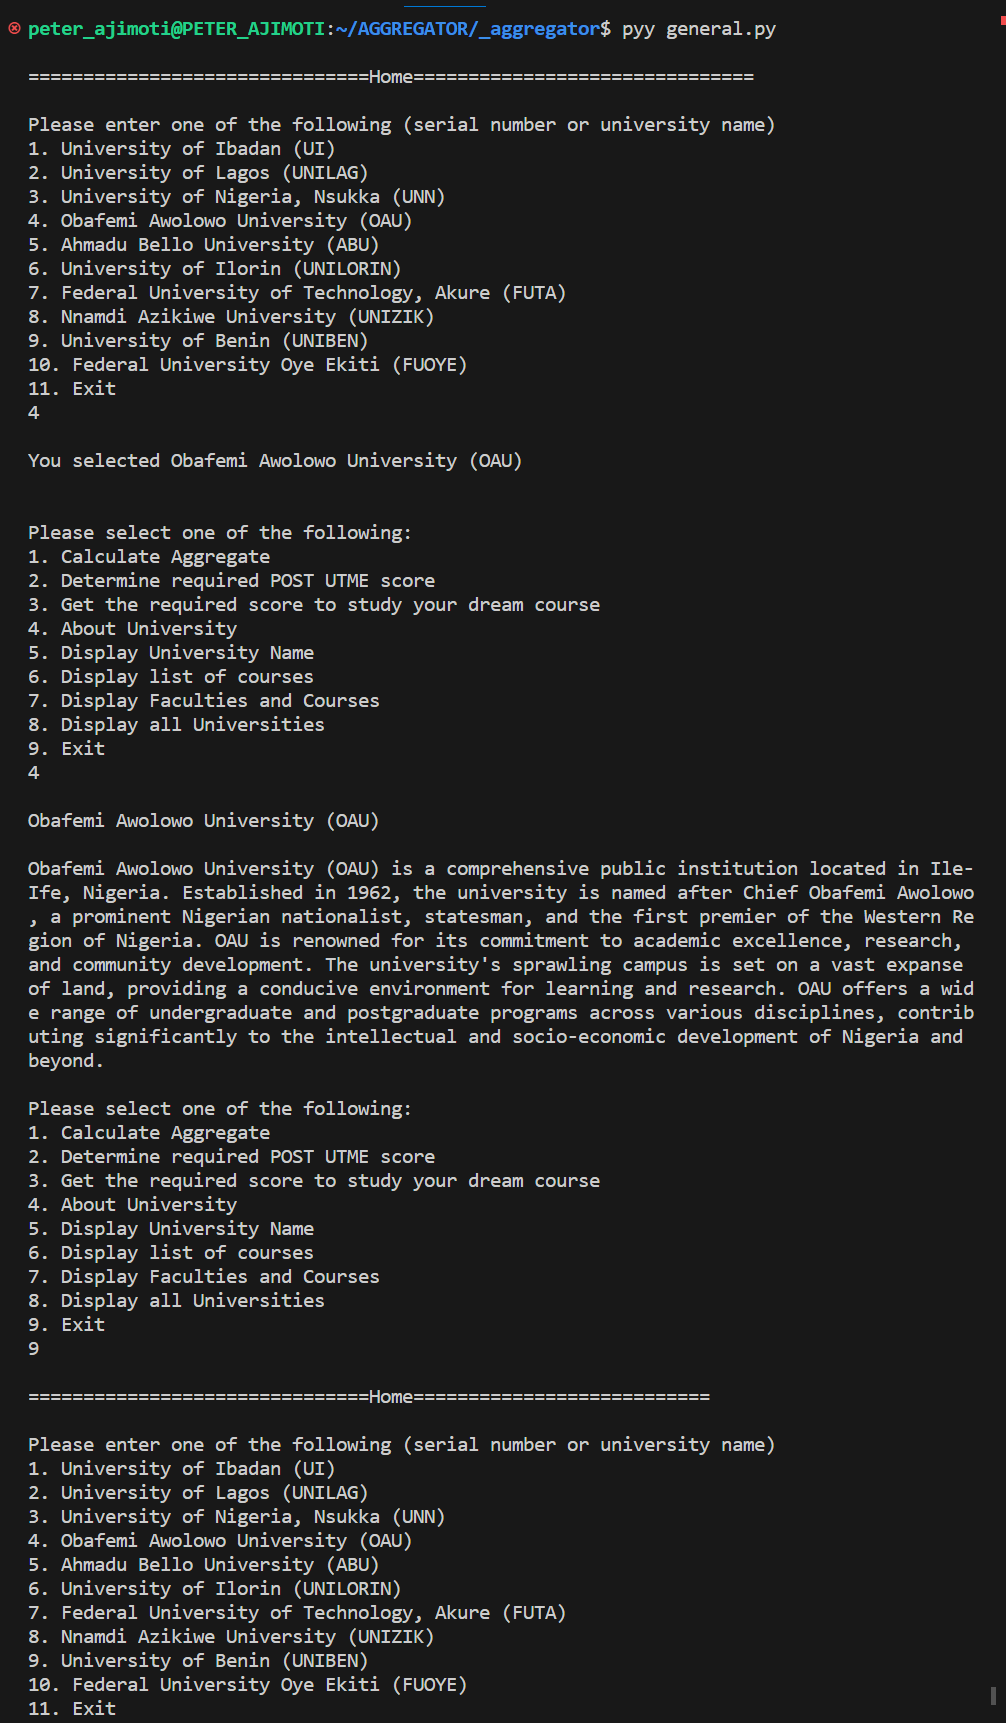 peter_ajimoti@PETER_AJIMOTI:~/AGGREGATOR/_aggregator$ pyy general.py
===============================Home===============================
Please enter one of the following (serial number or university name)
1. University of Ibadan (UI)
2. University of Lagos (UNILAG)
3. University of Nigeria, Nsukka (UNN)
4. Obafemi Awolowo University (OAU)
5. Ahmadu Bello University (ABU)
6. University of Ilorin (UNILORIN)
7. Federal University of Technology, Akure (FUTA)
8. Nnamdi Azikiwe University (UNIZIK)
9. University of Benin (UNIBEN)
10. Federal University Oye Ekiti (FUOYE)
11. Exit
4
You selected Obafemi Awolowo University (OAU)
Please select one of the following:
1. Calculate Aggregate
2. Determine required POST UTME score
3. Get the required score to study your dream course
4. About University
5. Display University Name
6. Display list of courses
7. Display Faculties and Courses
8. Display all Universities
9. Exit
4
Obafemi Awolowo University (OAU)
Obafemi Awolowo University (OAU) is a comprehensive public institution located in Ile-
Ife, Nigeria. Established in 1962, the university is named after Chief Obafemi Awolowo
, a prominent Nigerian nationalist, statesman, and the first premier of the Western Re
gion of Nigeria. OAU is renowned for its commitment to academic excellence, research,
and community development. The university's sprawling campus is set on a vast expanse
of land, providing a conducive environment for learning and research. OAU offers a wid
e range of undergraduate and postgraduate programs across various disciplines, contrib
uting significantly to the intellectual and socio-economic development of Nigeria and
beyond.
Please select one of the following:
1. Calculate Aggregate
2. Determine required POST UTME score
3. Get the required score to study your dream course
4. About University
5. Display University Name
6. Display list of courses
7. Display Faculties and Courses
8. Display all Universities
9. Exit
9
===============================Home===========================
Please enter one of the following (serial number or university name)
1. University of Ibadan (UI)
2. University of Lagos (UNILAG)
3. University of Nigeria, Nsukka (UNN)
4. Obafemi Awolowo University (OAU)
5. Ahmadu Bello University (ABU)
6. University of Ilorin (UNILORIN)
7. Federal University of Technology, Akure (FUTA)
8. Nnamdi Azikiwe University (UNIZIK)
9. University of Benin (UNIBEN)
10. Federal University Oye Ekiti (FUOYE)
11. Exit